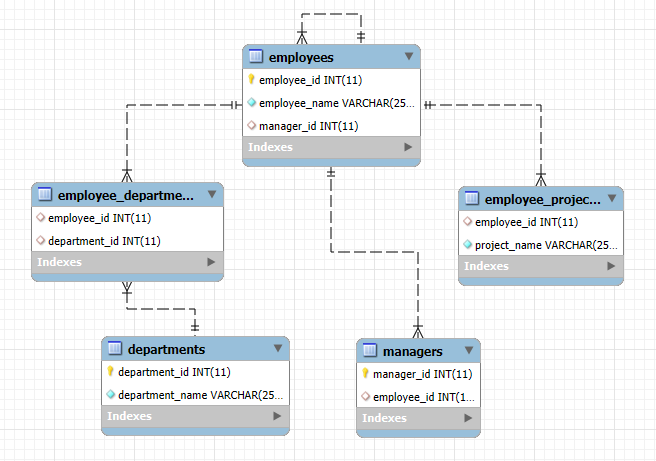 employees
employee_id INT(11)
employee_name VARCHAR(25...
manager_id INT(11)
Indexes
employee_departme...
employee_id INT(11)
department_id INT(11)
Indexes
employee_projec...
employee_id INT(11)
project_name VARCHAR(25...
Indexes
departments
department_id INT(11)
department_name VARCHAR(25...
Indexes
managers
manager_id INT(11)
employee_id INT(1...
Indexes